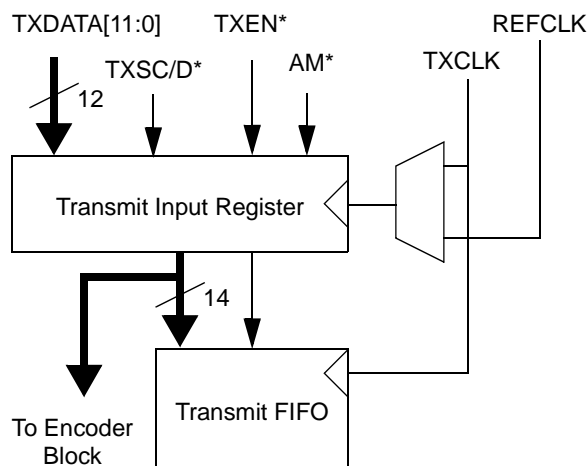 TXDATA[11:0]
TXEN*
REFCLK
TXSC/D*
AM*
TXCLK
12
Transmit Input Register
14
Transmit FIFO
To Encoder
Block